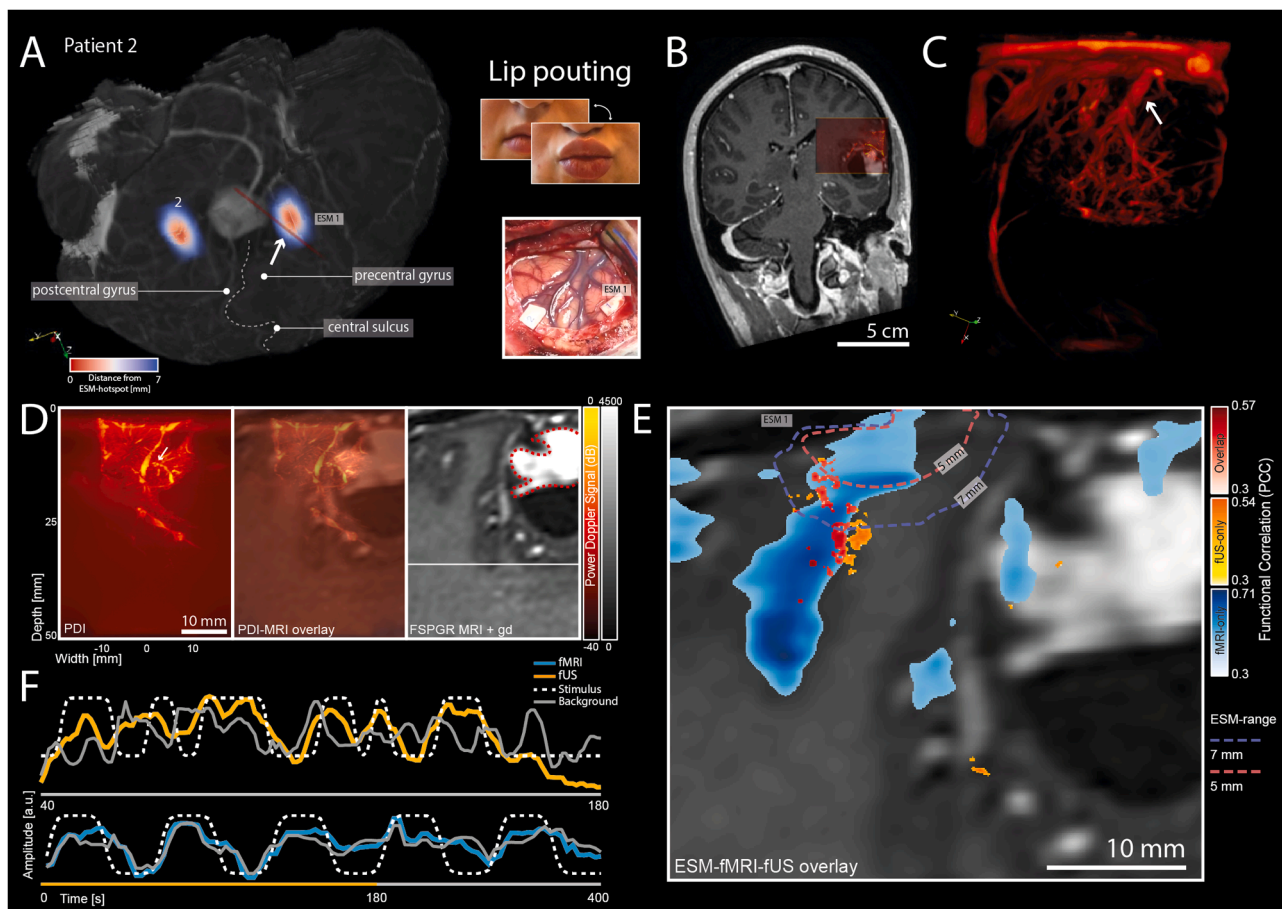 A
Patient 2
2
ESM 1
precentral gyrus
postcentral gyrus
central sulcus
0
7
Distance from
ESM-hotspot [mm]
Lip pouting
ESM 1
B
5 cm
C
D
0
25
50
Depth [mm]
PDI
10 mm
PDI-MRI overlay
FSPGR MRI + gd
-10 0 10
Width [mm]
0 4500
Power Doppler Signal (dB)
-40 0
E
ESM 1
5 mm
7 mm
10 mm
ESM-fMRI-fUS overlay
0.57
Overlap
0.3
0.54
fUS-only
0.3
0.71
fMRI-only
0.3
Functional Correlation (PCC)
ESM-range
7 mm
5 mm
F
fMRI
fUS
Stimulus
Background
40
180
Amplitude [a.u.]
0
Time [s]
180
400